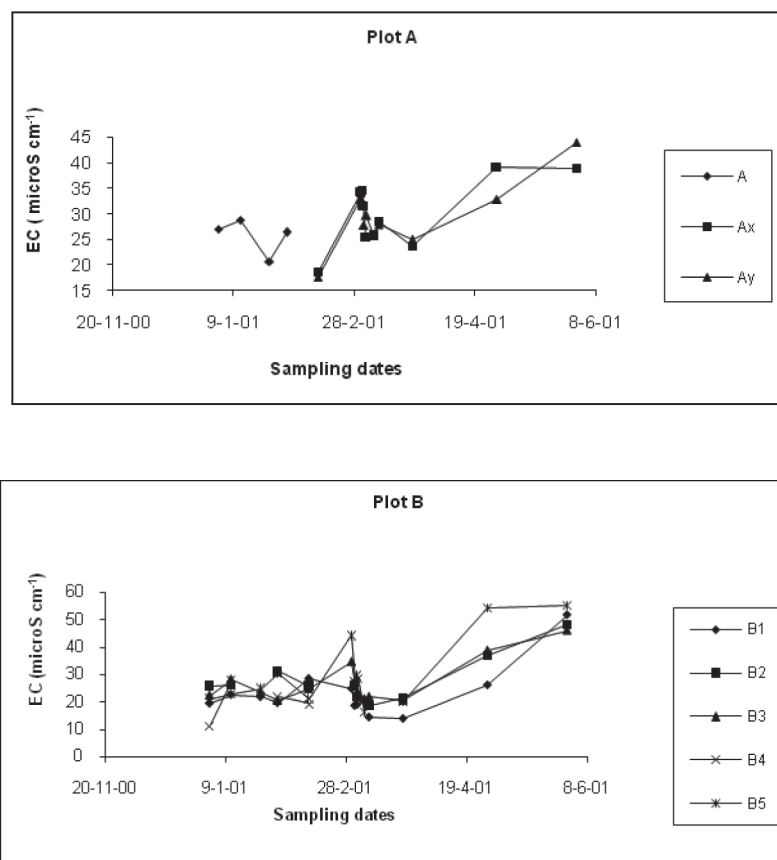 Plot A
EC ( microS cm-1)
45
40
35
30
25
20
15
20-11-00 9-1-01 28-2-01 19-4-01 8-6-01
Sampling dates
A
Ax
Ay
Plot B
EC (microS cm-1)
60
50
40
30
20
10
0
20-11-00 9-1-01 28-2-01 19-4-01 8-6-01
Sampling dates
B1
B2
B3
B4
B5